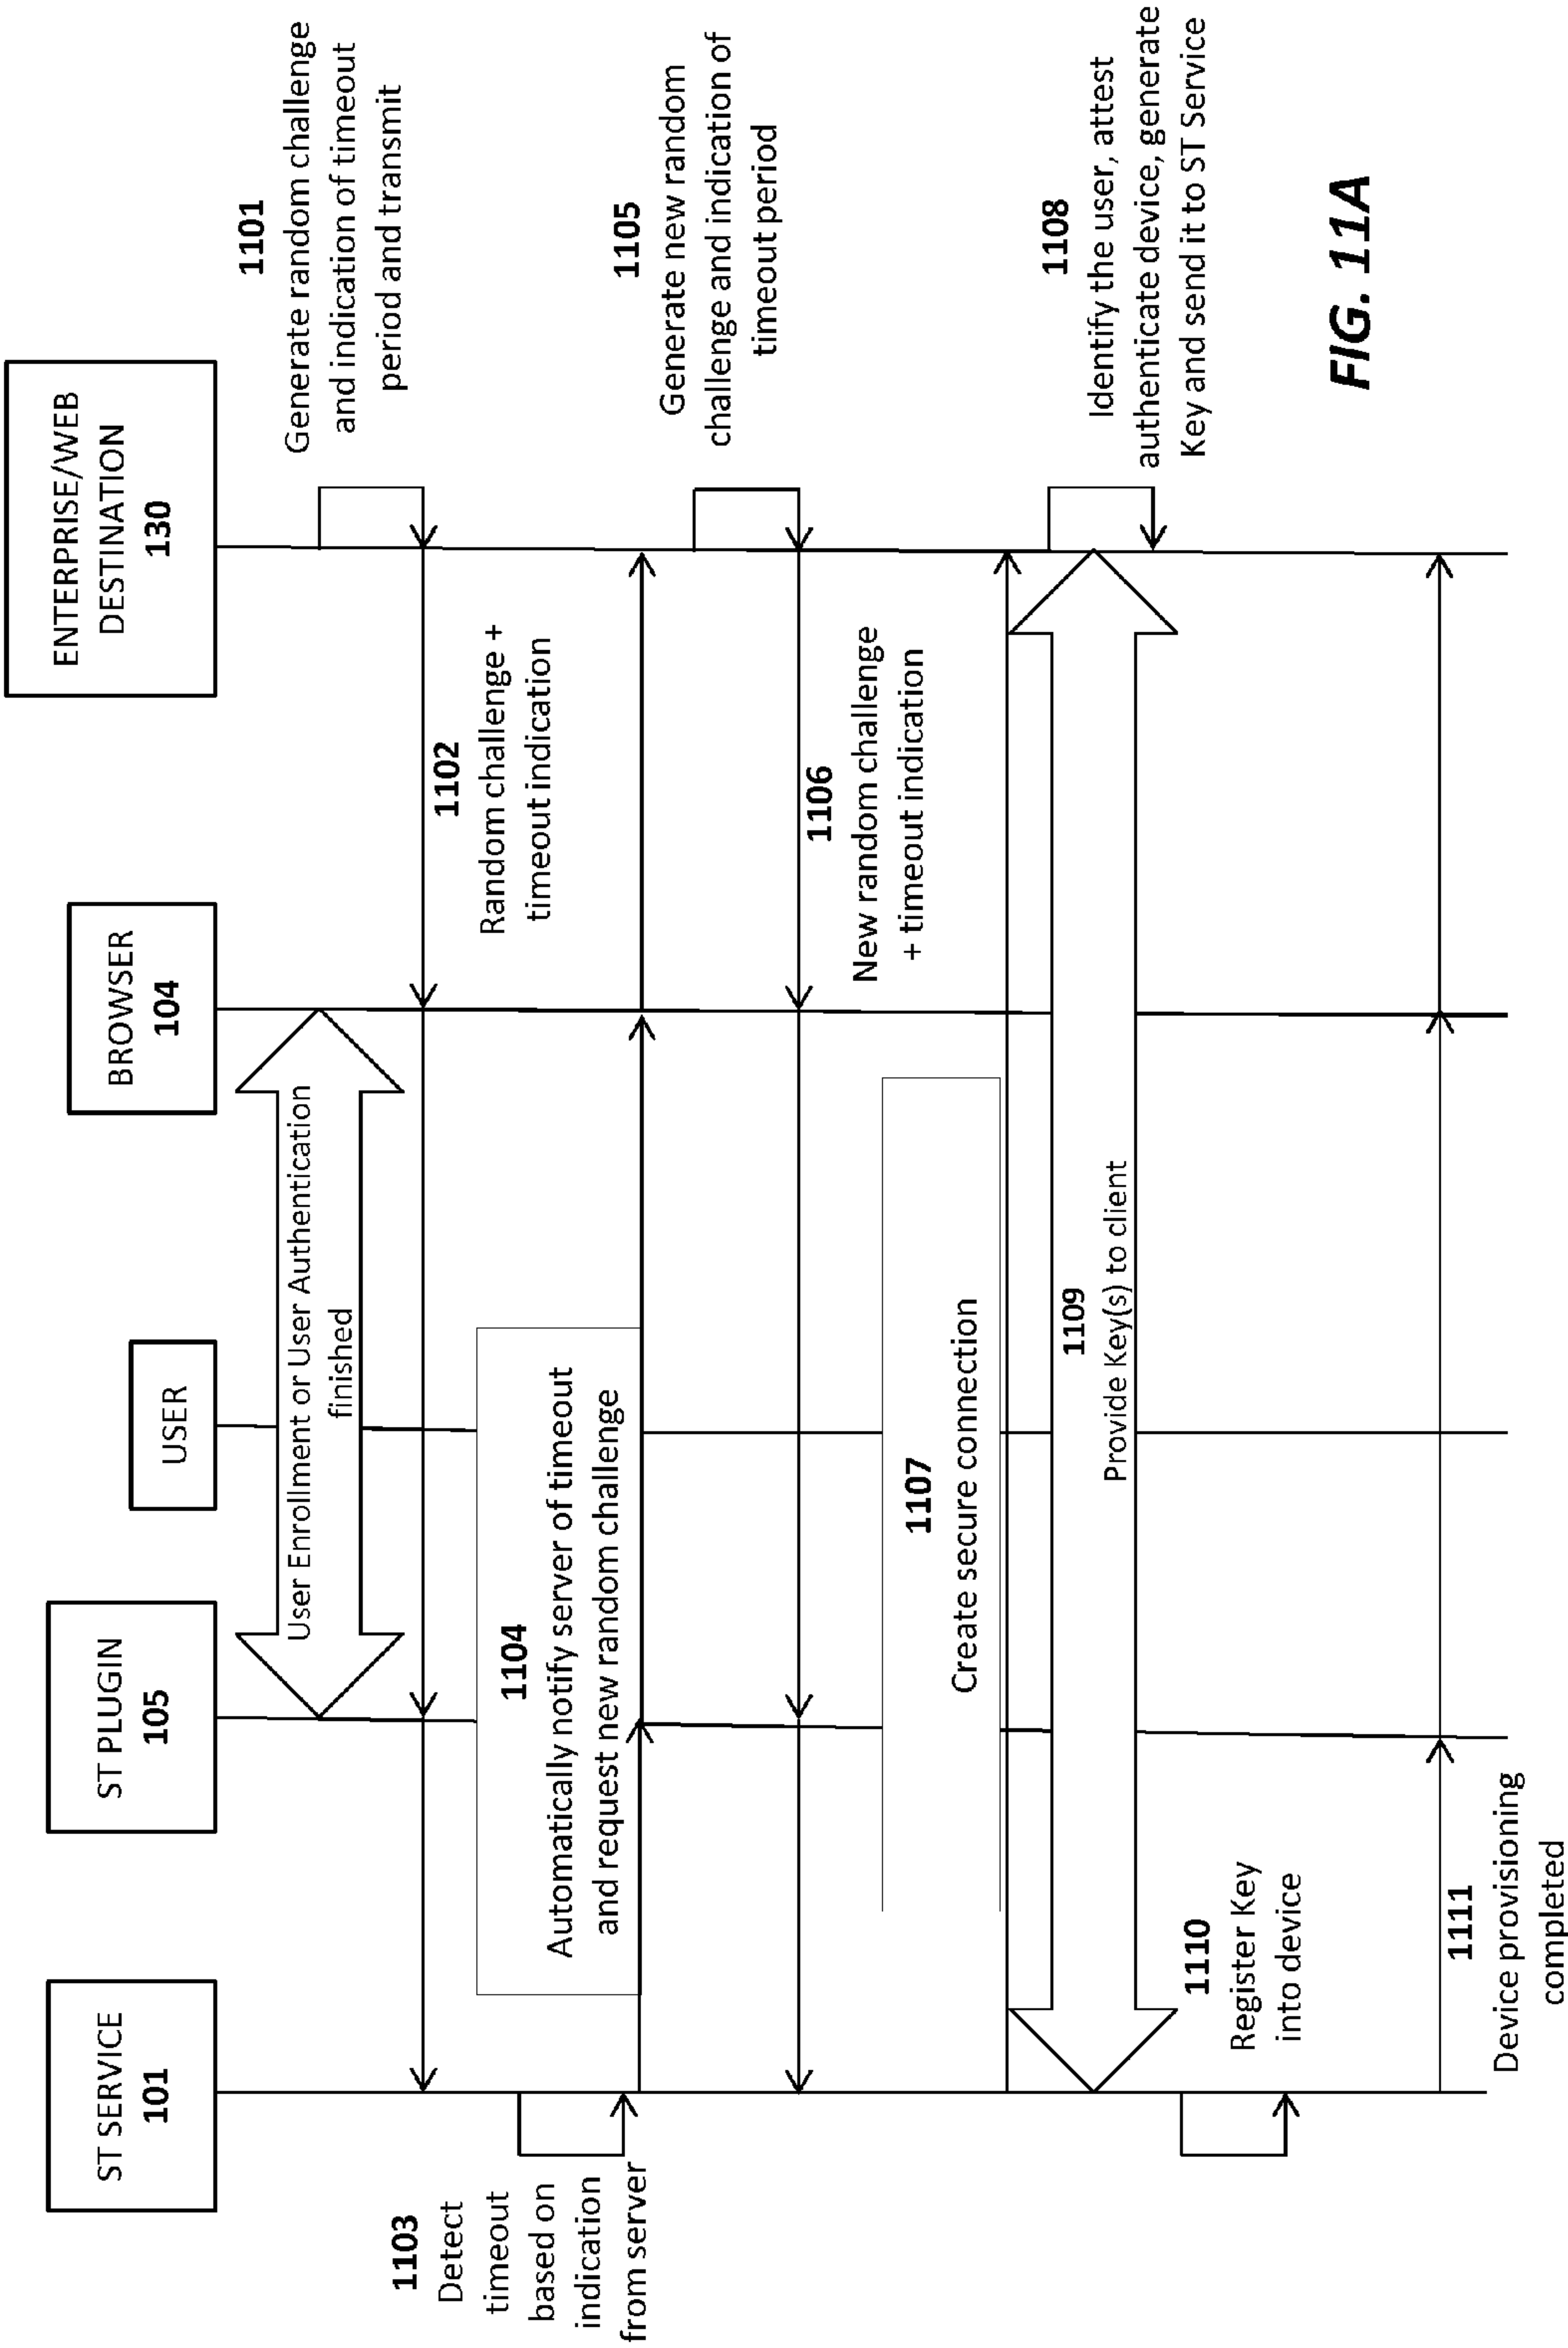 ST SERVICE
101
ST PLUGIN
105
USER
BROWSER
104
ENTERPRISE/WEB
DESTINATION
130
User Enrollment or User Authentication
finished
1101
Generate random challenge
and indication of timeout
period and transmit
1102
Random challenge +
timeout indication
1103
Detect
timeout
based on
indication
from server
1104
Automatically notify server of timeout
and request new random challenge
1105
Generate new random
challenge and indication of
timeout period
1106
New random challenge
+ timeout indication
1107
Create secure connection
1108
Identify the user, attest
authenticate device, generate
Key and send it to ST Service
1109
Provide Key(s) to client
1110
Register Key
into device
1111
Device provisioning
completed
FIG. 11A